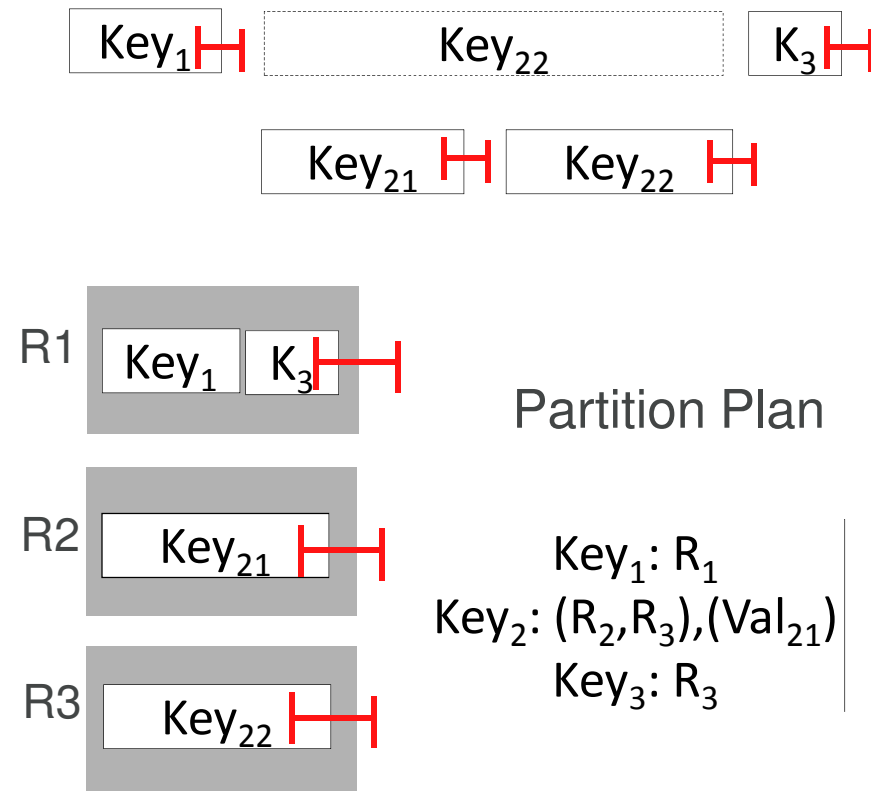 Key₁ Key₂₂ K₃
Key₂₁ Key₂₂
R1 Key₁ K₃
Partition Plan
R2 Key₂₁
Key₁: R₁
Key₂: (R₂,R₃),(Val₂₁)
Key₃: R₃
R3 Key₂₂